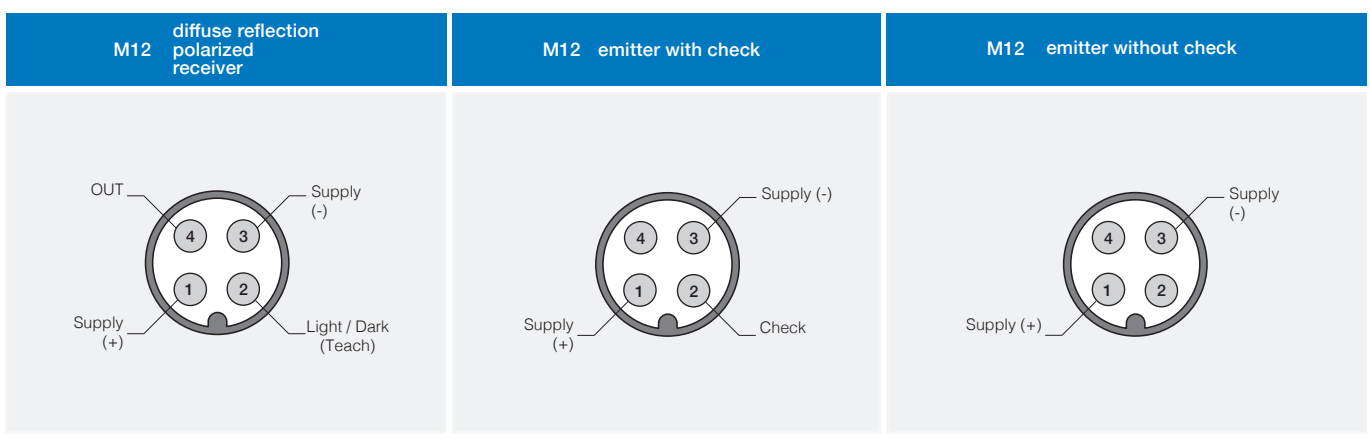 M12
diffuse reflection
polarized
receiver
M12 emitter with check
M12 emitter without check
OUT
Supply
(-)
4
3
1
2
Supply
(+)
Light / Dark
(Teach)
Supply (-)
4
3
1
2
Supply
(+)
Check
Supply
(-)
4
3
1
2
Supply (+)